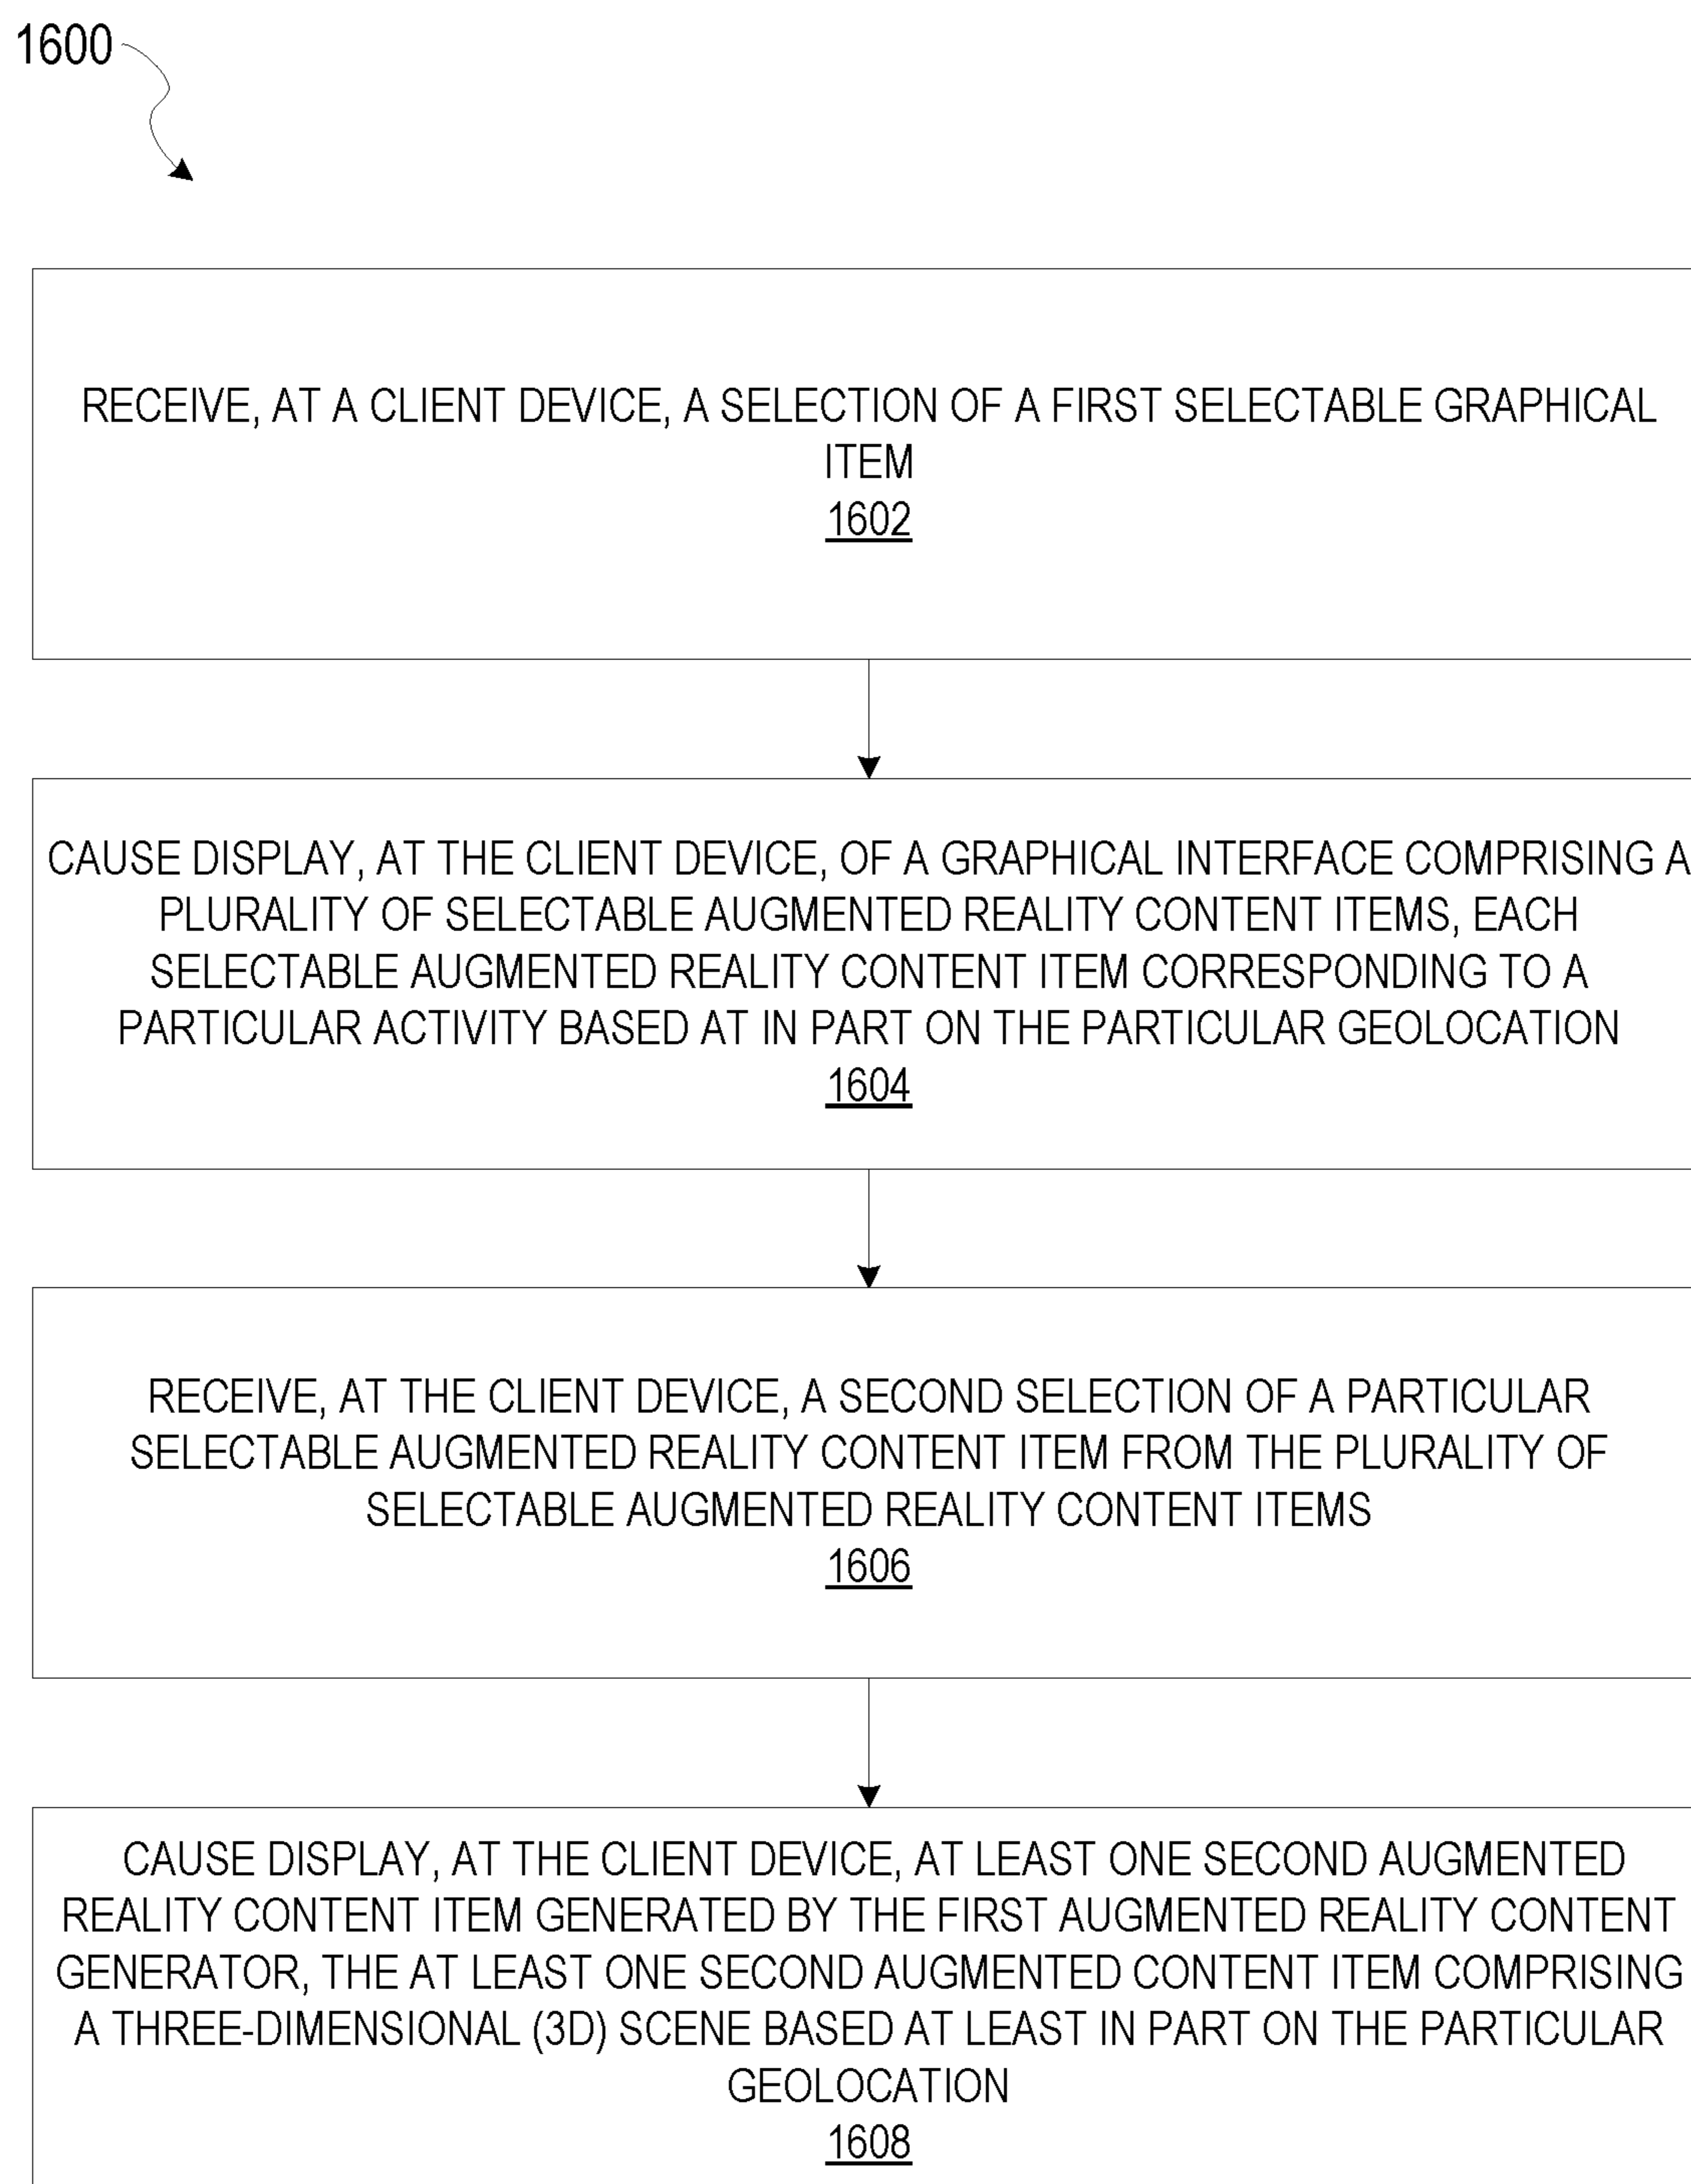 1600
RECEIVE, AT A CLIENT DEVICE, A SELECTION OF A FIRST SELECTABLE GRAPHICAL
ITEM
1602
CAUSE DISPLAY, AT THE CLIENT DEVICE, OF A GRAPHICAL INTERFACE COMPRISING A
PLURALITY OF SELECTABLE AUGMENTED REALITY CONTENT ITEMS, EACH
SELECTABLE AUGMENTED REALITY CONTENT ITEM CORRESPONDING TO A
PARTICULAR ACTIVITY BASED AT IN PART ON THE PARTICULAR GEOLOCATION
1604
RECEIVE, AT THE CLIENT DEVICE, A SECOND SELECTION OF A PARTICULAR
SELECTABLE AUGMENTED REALITY CONTENT ITEM FROM THE PLURALITY OF
SELECTABLE AUGMENTED REALITY CONTENT ITEMS
1606
CAUSE DISPLAY, AT THE CLIENT DEVICE, AT LEAST ONE SECOND AUGMENTED
REALITY CONTENT ITEM GENERATED BY THE FIRST AUGMENTED REALITY CONTENT
GENERATOR, THE AT LEAST ONE SECOND AUGMENTED CONTENT ITEM COMPRISING
A THREE-DIMENSIONAL (3D) SCENE BASED AT LEAST IN PART ON THE PARTICULAR
GEOLOCATION
1608